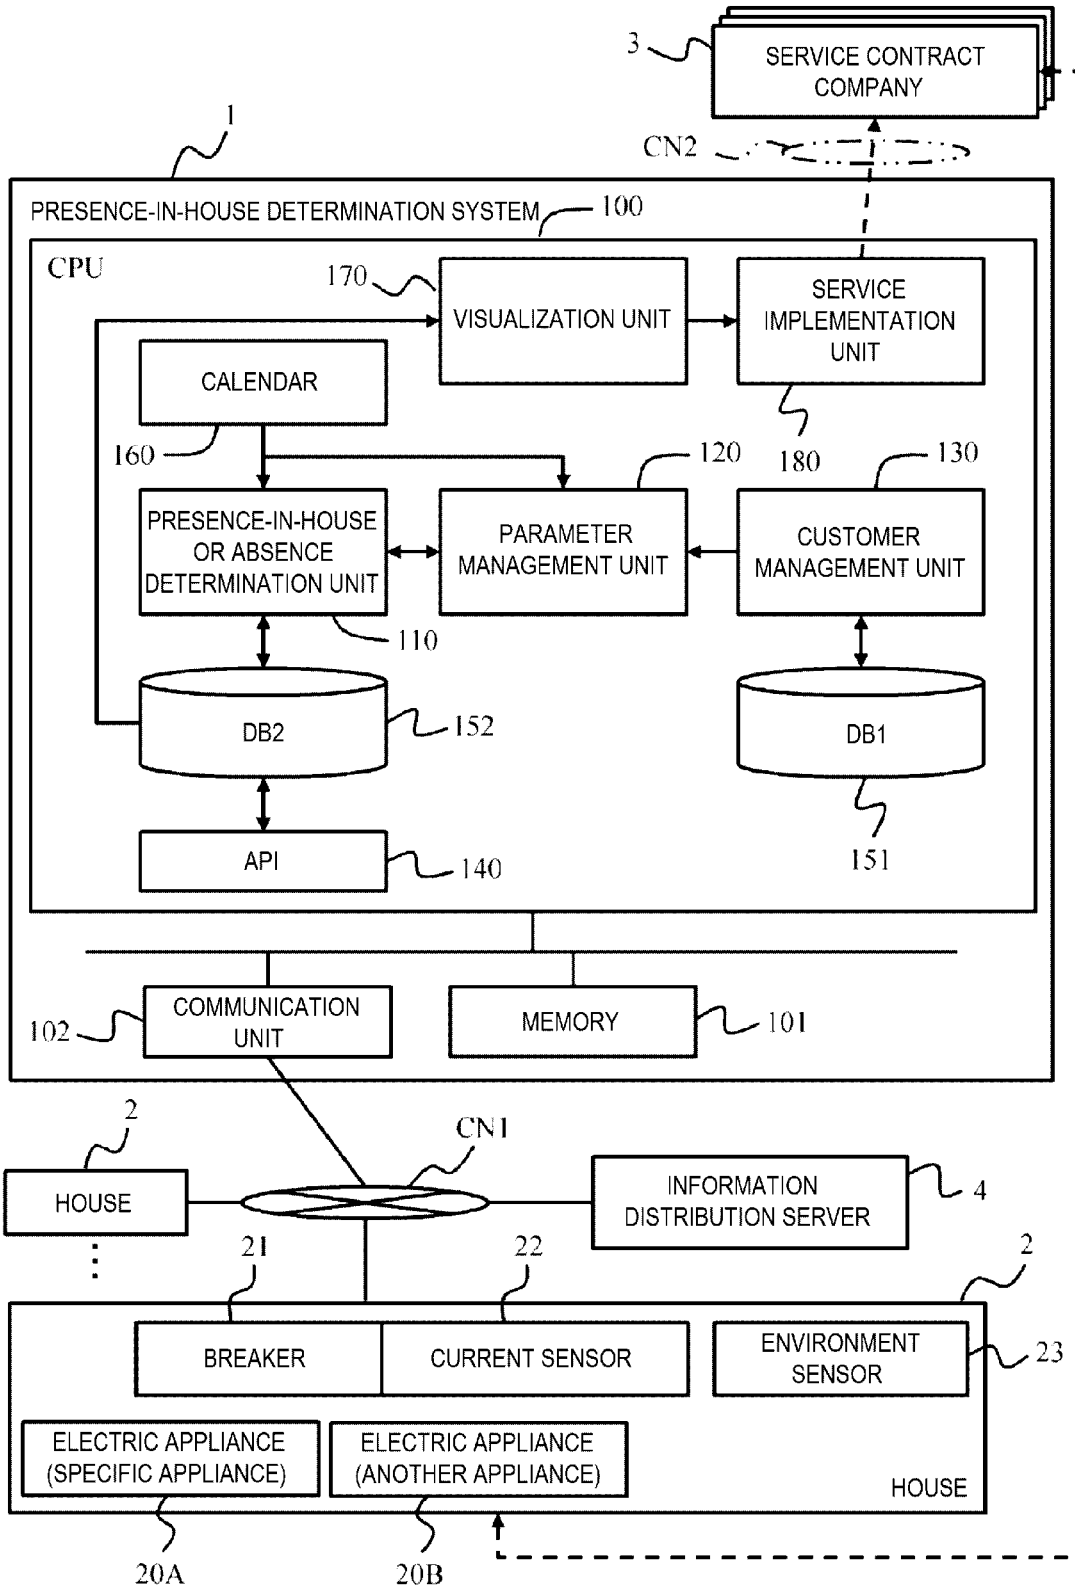 3
SERVICE CONTRACT
COMPANY
1
CN2
PRESENCE-IN-HOUSE DETERMINATION SYSTEM
100
CPU
170
VISUALIZATION UNIT
SERVICE
IMPLEMENTATION
UNIT
CALENDAR
160
120
180
130
PRESENCE-IN-HOUSE
OR ABSENCE
DETERMINATION UNIT
PARAMETER
MANAGEMENT UNIT
CUSTOMER
MANAGEMENT UNIT
110
DB2
152
DB1
API
140
151
102
COMMUNICATION
UNIT
MEMORY
101
2
CN1
HOUSE
INFORMATION
DISTRIBUTION SERVER
4
⋮
21
22
2
BREAKER
CURRENT SENSOR
ENVIRONMENT
SENSOR
23
ELECTRIC APPLIANCE
(SPECIFIC APPLIANCE)
ELECTRIC APPLIANCE
(ANOTHER APPLIANCE)
HOUSE
20A
20B